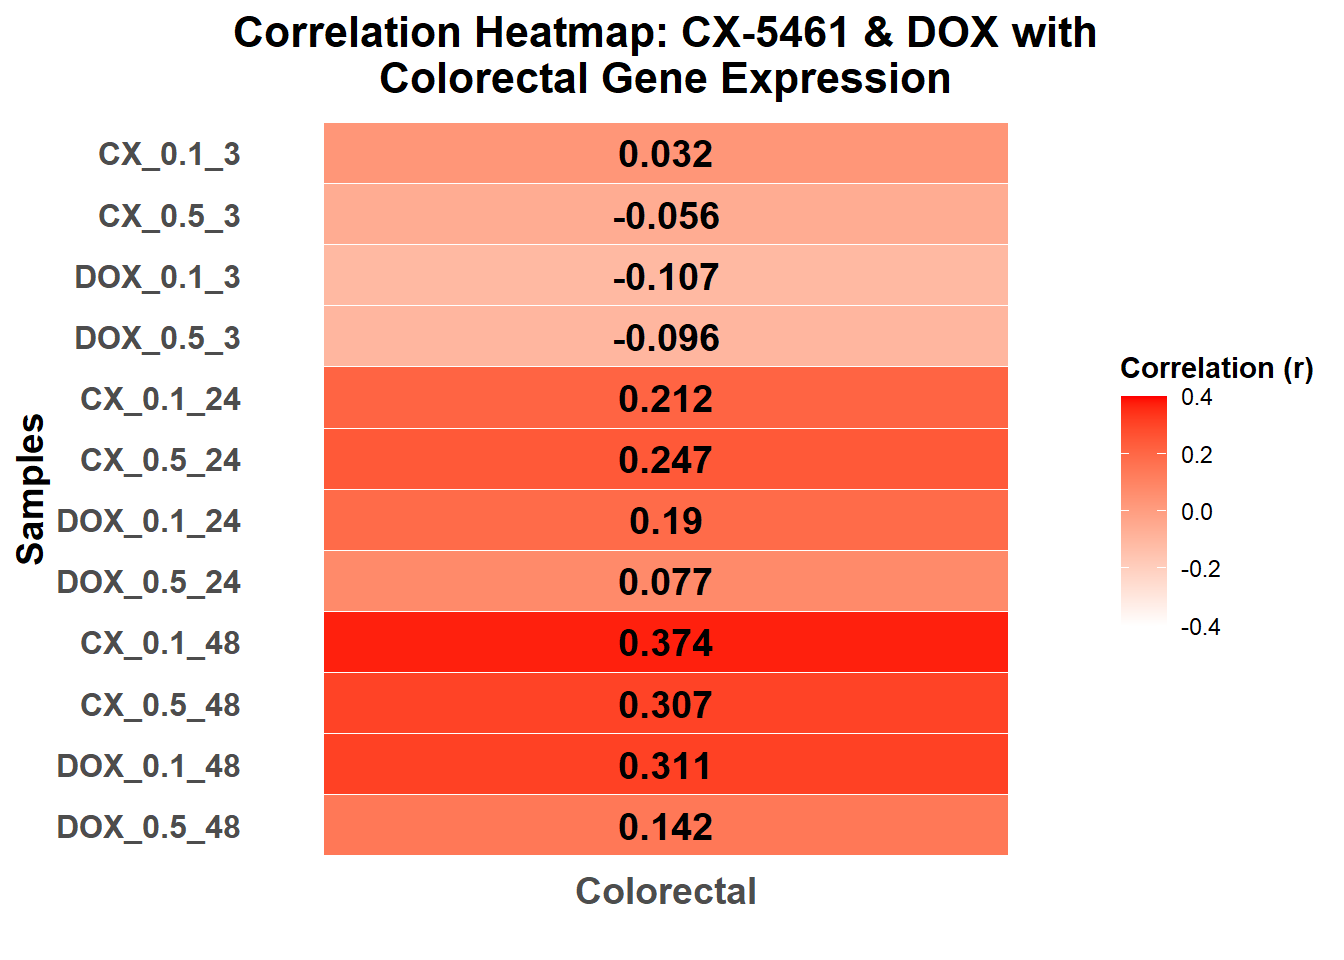 Correlation Heatmap: CX-5461 & DOX with
Colorectal Gene Expression
Samples
CX_0.1_3 0.032
CX_0.5_3 -0.056
DOX_0.1_3 -0.107
DOX_0.5_3 -0.096
CX_0.1_24 0.212
CX_0.5_24 0.247
DOX_0.1_24 0.19
DOX_0.5_24 0.077
CX_0.1_48 0.374
CX_0.5_48 0.307
DOX_0.1_48 0.311
DOX_0.5_48 0.142
Colorectal
Correlation (r)
0.4
0.2
0.0
-0.2
-0.4